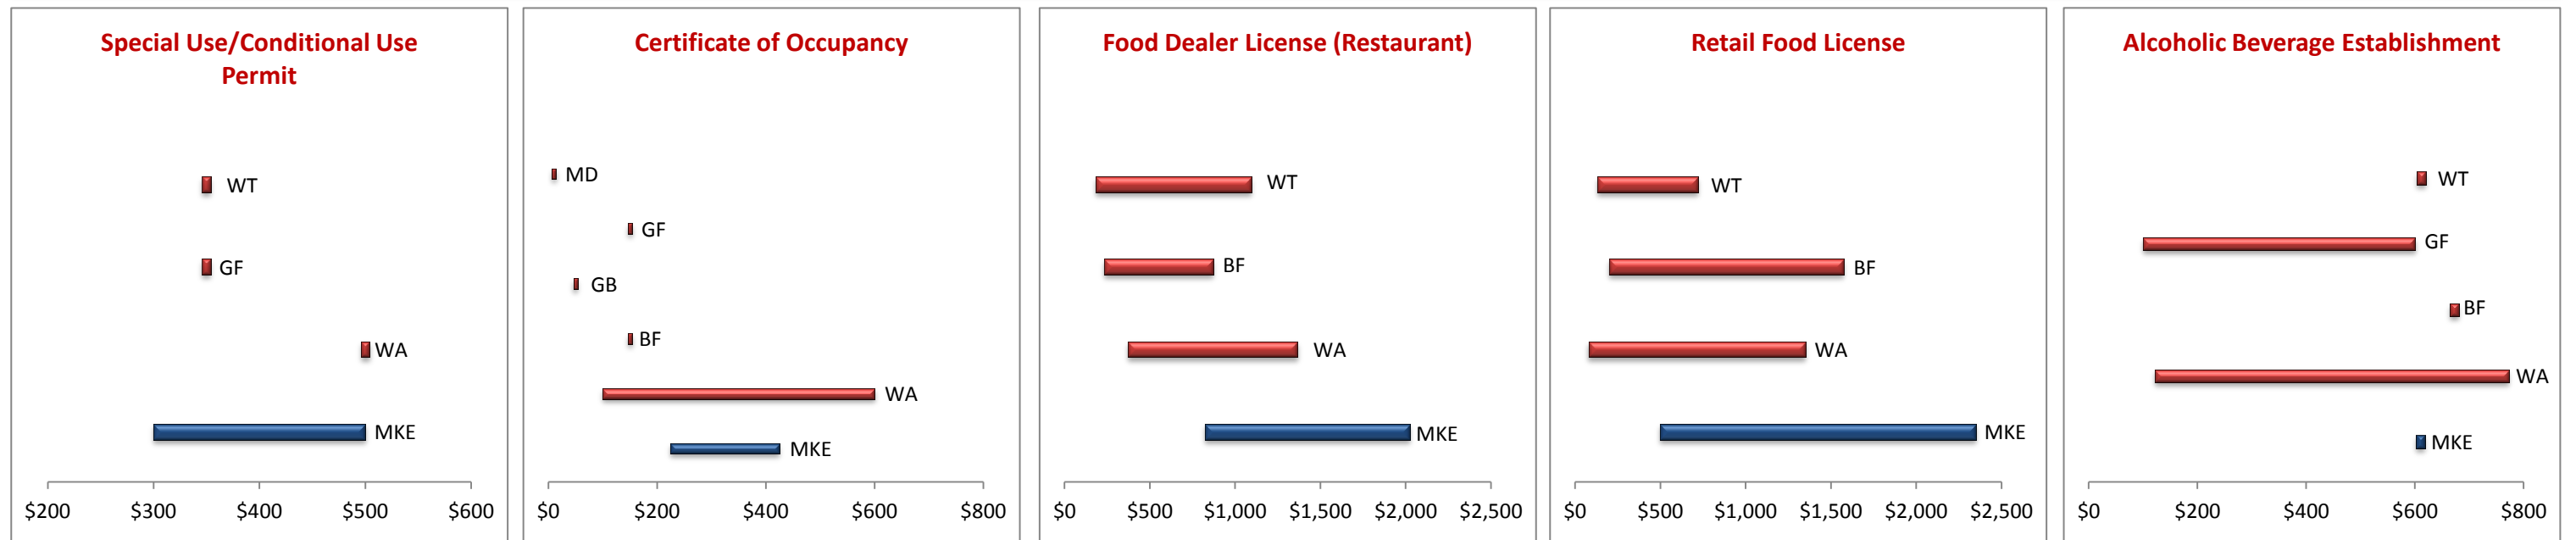 Special Use/Conditional Use
Permit
WT
GF
WA
MKE
$200 $300 $400 $500 $600
Certificate of Occupancy
MD
GF
GB
BF
WA
MKE
$0 $200 $400 $600 $800
Food Dealer License (Restaurant)
WT
BF
WA
MKE
$0 $500 $1,000 $1,500 $2,000 $2,500
Retail Food License
WT
BF
WA
MKE
$0 $500 $1,000 $1,500 $2,000 $2,500
Alcoholic Beverage Establishment
WT
GF
BF
WA
MKE
$0 $200 $400 $600 $800